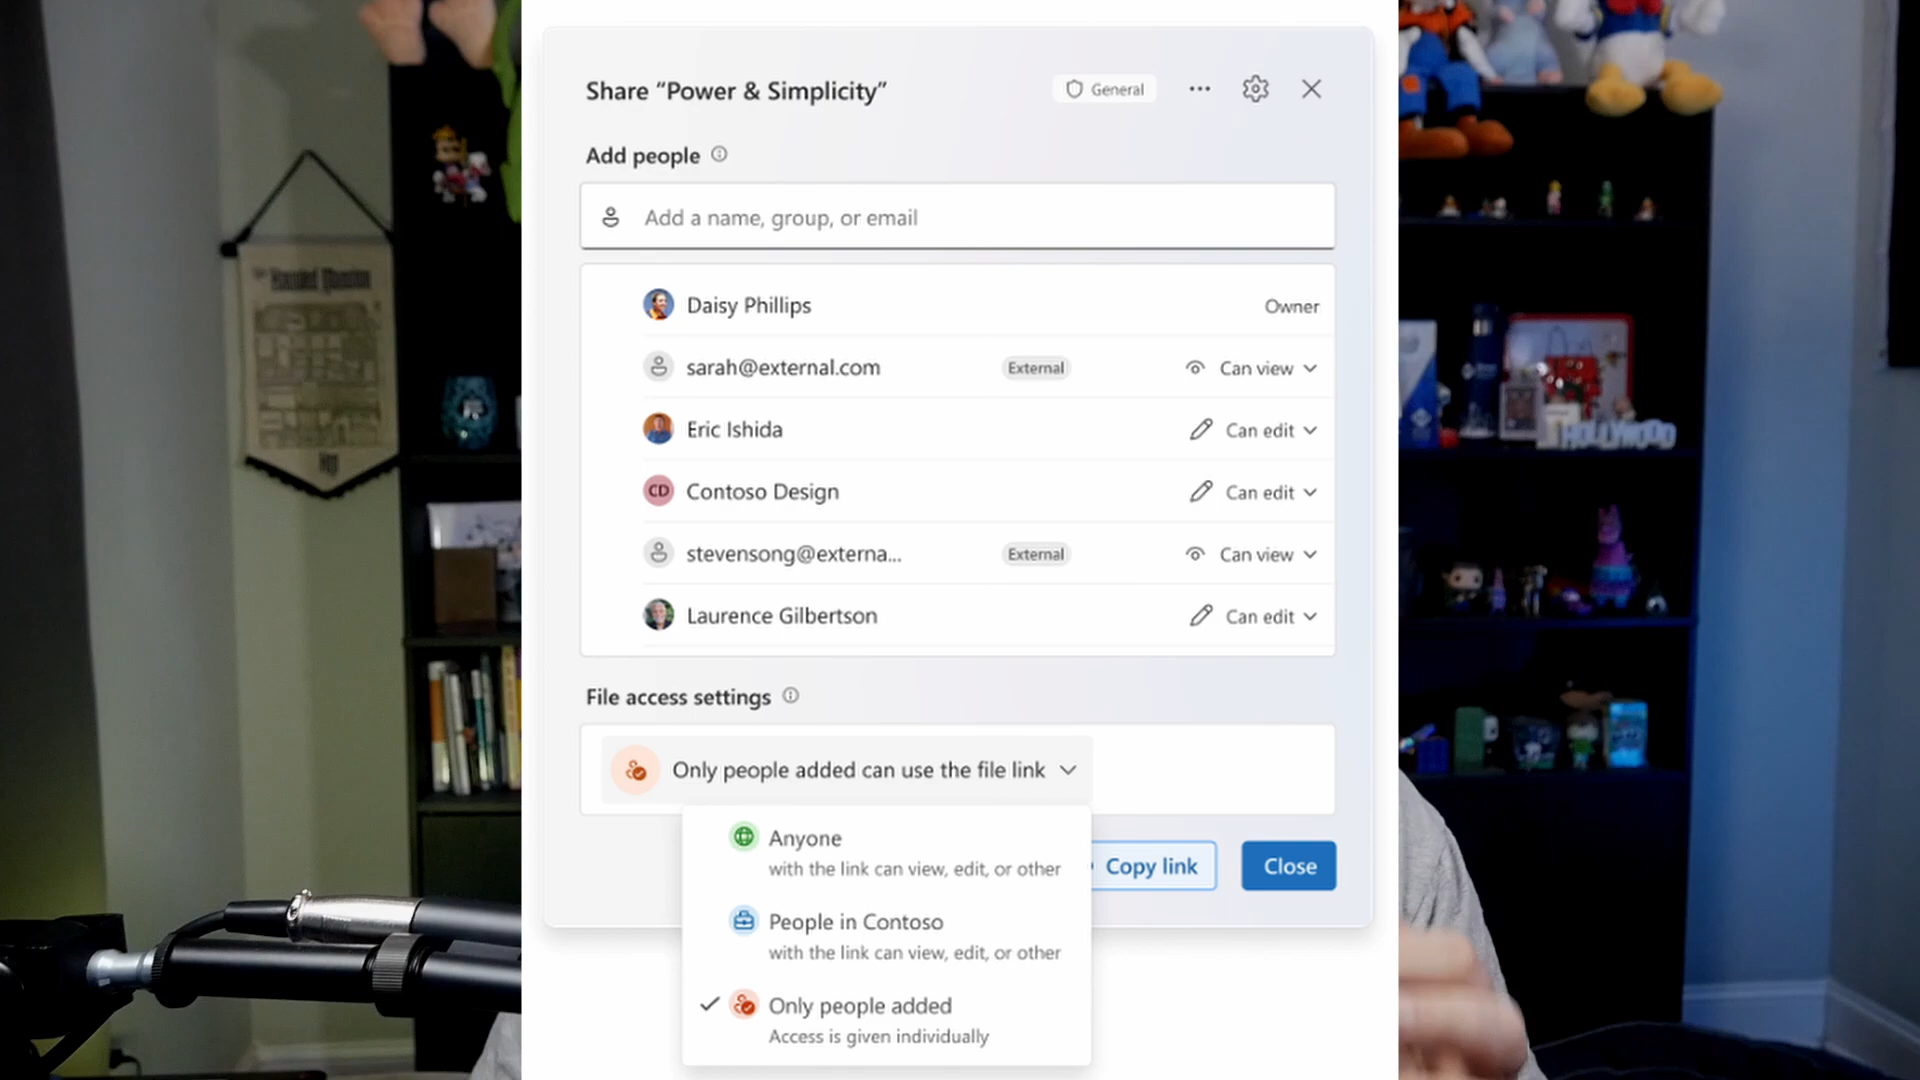 Share “Power & Simplicity”
General
Add people
Add a name, group, or email
Daisy Phillips
Owner
sarah@external.com
External
Can view
Eric Ishida
Can edit
CD
Contoso Design
Can edit
stevensong@externa...
External
Can view
Laurence Gilbertson
Can edit
File access settings
Only people added can use the file link
Anyone
with the link can view, edit, or other
People in Contoso
with the link can view, edit, or other
Only people added
Access is given individually
Copy link
Close
Haunted Mansion
HM
HOLLYWOOD